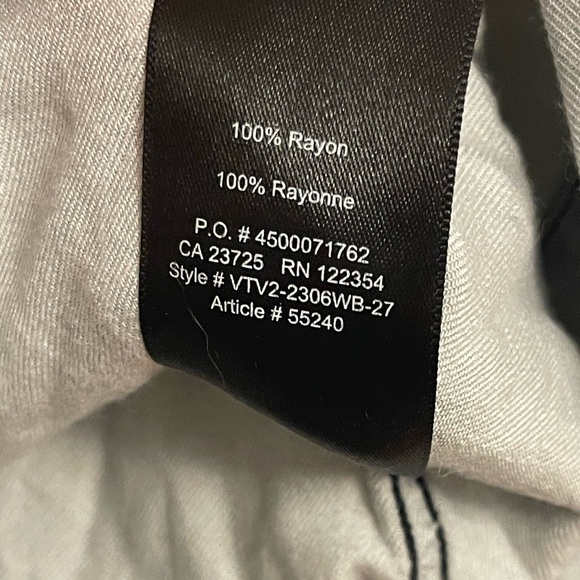 100% Rayon
100% Rayonne
P.O. # 4500071762
CA 23725 RN 122354
Style # VTV2-2306WB-27
Article # 55240